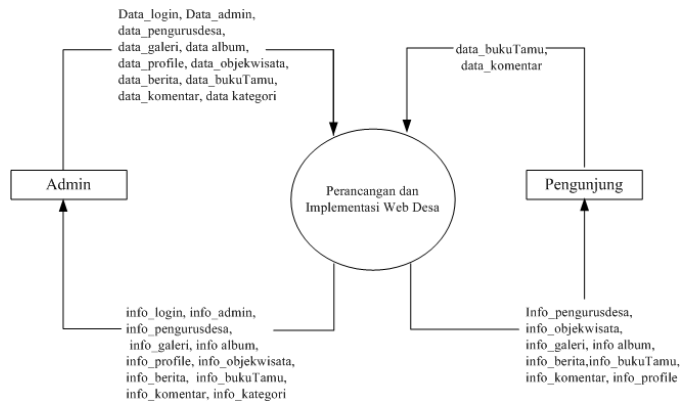 Data_login, Data_admin,
data_pengurusdesa,
data_galeri, data album,
data_profile, data_objekwisata,
data_berita, data_bukuTamu,
data_komentar, data kategori
data_bukuTamu,
data_komentar
Admin
Perancangan dan
Implementasi Web Desa
Pengunjung
info_login, info_admin,
info_pengurusdesa,
info_galeri, info album,
info_profile, info_objekwisata,
info_berita, info_bukuTamu,
info_komentar, info_kategori
Info_pengurusdesa,
info_objekwisata,
info_galeri, info album,
info_berita,info_bukuTamu,
info_komentar, info_profile